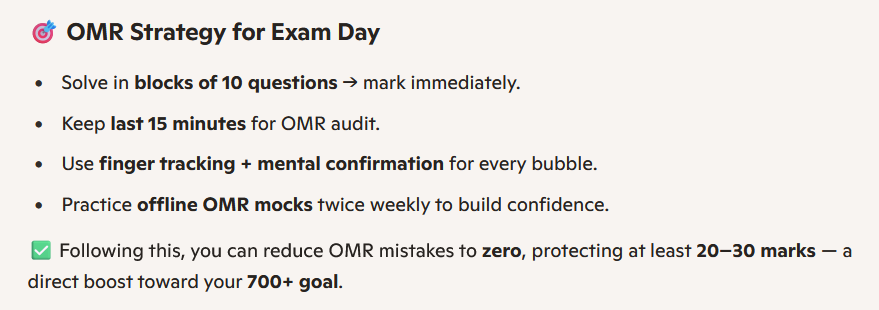 🎯 OMR Strategy for Exam Day
• Solve in blocks of 10 questions → mark immediately.
• Keep last 15 minutes for OMR audit.
• Use finger tracking + mental confirmation for every bubble.
• Practice offline OMR mocks twice weekly to build confidence.
✅ Following this, you can reduce OMR mistakes to zero, protecting at least 20–30 marks — a
direct boost toward your 700+ goal.